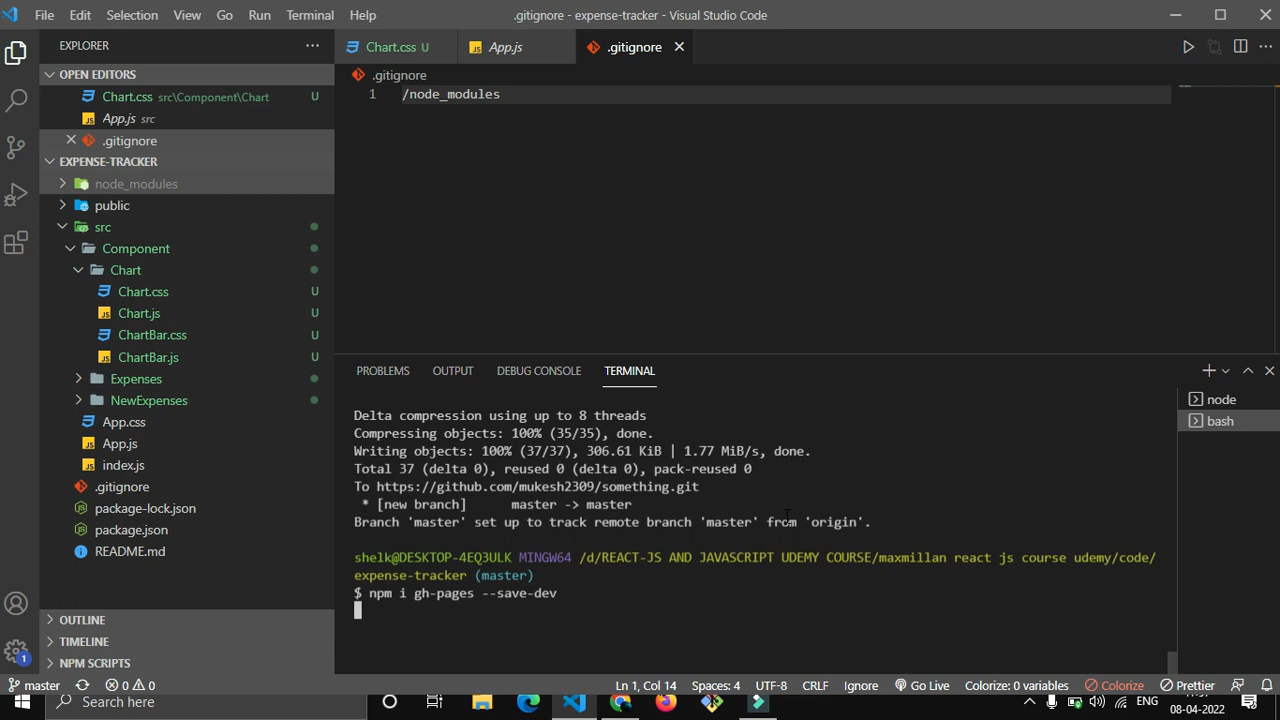 File Edit Selection View Go Run Terminal Help
.gitignore - expense-tracker - Visual Studio Code
EXPLORER
OPEN EDITORS
Chart.css src\Component\Chart U
App.js src
.gitignore
EXPENSE-TRACKER
node_modules
public
src
Component
Chart
Chart.css U
Chart.js U
ChartBar.css U
ChartBar.js U
Expenses
NewExpenses
App.css
App.js
index.js
.gitignore
package-lock.json
package.json
README.md
OUTLINE
TIMELINE
NPM SCRIPTS
Chart.css U
App.js
.gitignore
.gitignore
1 /node_modules
PROBLEMS OUTPUT DEBUG CONSOLE TERMINAL
node
bash
Delta compression using up to 8 threads
Compressing objects: 100% (35/35), done.
Writing objects: 100% (37/37), 306.61 KiB | 1.77 MiB/s, done.
Total 37 (delta 0), reused 0 (delta 0), pack-reused 0
To https://github.com/mukesh2309/something.git
* [new branch] master -> master
Branch 'master' set up to track remote branch 'master' from 'origin'.
shelk@DESKTOP-4EQ3ULK MINGW64 /d/REACT-JS AND JAVASCRIPT UDEMY COURSE/maxmillan react js course udemy/code/
expense-tracker (master)
$ npm i gh-pages --save-dev
1
master 0 0 Ln 1, Col 14 Spaces: 4 UTF-8 CRLF Ignore Go Live Colorize: 0 variables Colorize Prettier
Search here
ENG
08-04-2022